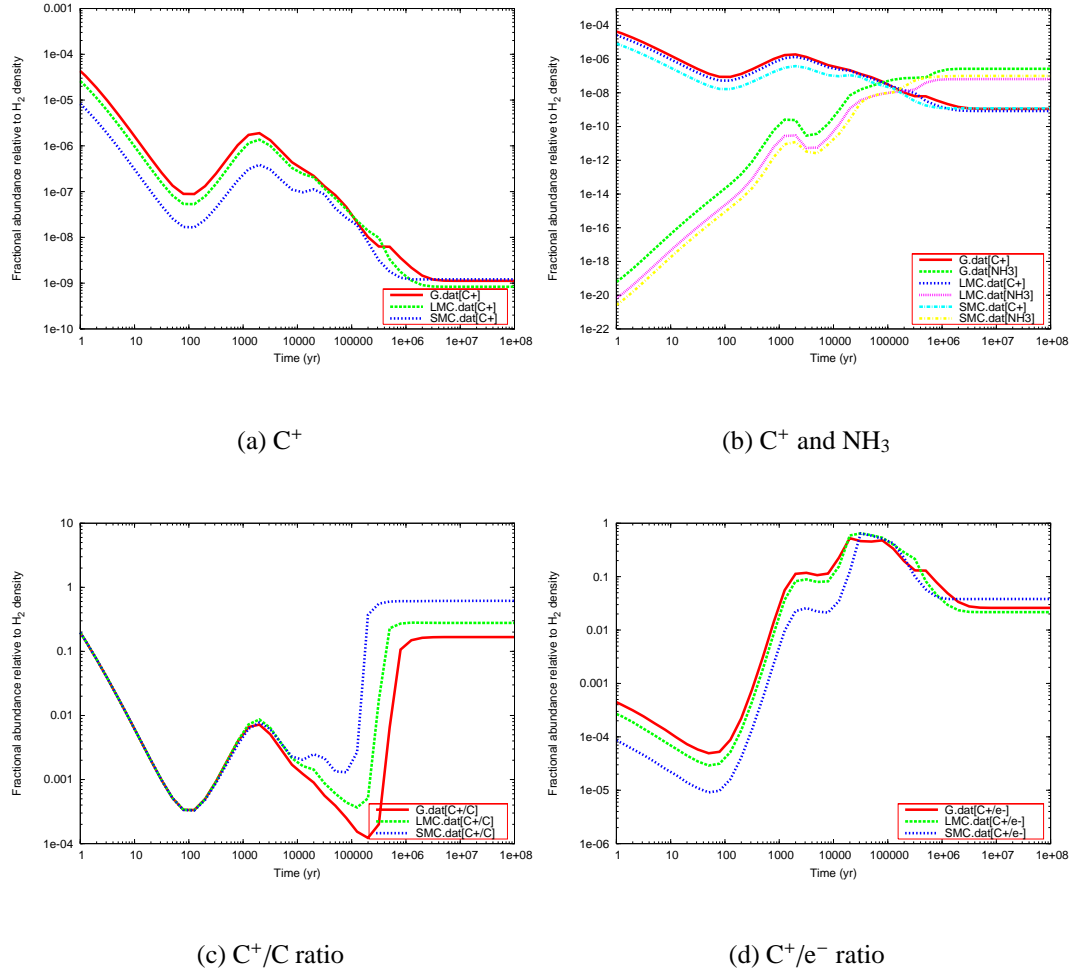 0.001
1e-04
1e-05
1e-06
1e-07
1e-08
1e-09
1e-10
Fractional abundance relative to H2 density
1 10 100 1000 10000 100000 1e+06 1e+07 1e+08
Time (yr)
G.dat[C+]
LMC.dat[C+]
SMC.dat[C+]
(a) C+
1e-04
1e-06
1e-08
1e-10
1e-12
1e-14
1e-16
1e-18
1e-20
1e-22
Fractional abundance relative to H2 density
1 10 100 1000 10000 100000 1e+06 1e+07 1e+08
Time (yr)
G.dat[C+]
G.dat[NH3]
LMC.dat[C+]
LMC.dat[NH3]
SMC.dat[C+]
SMC.dat[NH3]
(b) C+ and NH3
10
1
0.1
0.01
0.001
1e-04
Fractional abundance relative to H2 density
1 10 100 1000 10000 100000 1e+06 1e+07 1e+08
Time (yr)
G.dat[C+/C]
LMC.dat[C+/C]
SMC.dat[C+/C]
(c) C+/C ratio
1
0.1
0.01
0.001
1e-04
1e-05
1e-06
Fractional abundance relative to H2 density
1 10 100 1000 10000 100000 1e+06 1e+07 1e+08
Time (yr)
G.dat[C+/e-]
LMC.dat[C+/e-]
SMC.dat[C+/e-]
(d) C+/e− ratio